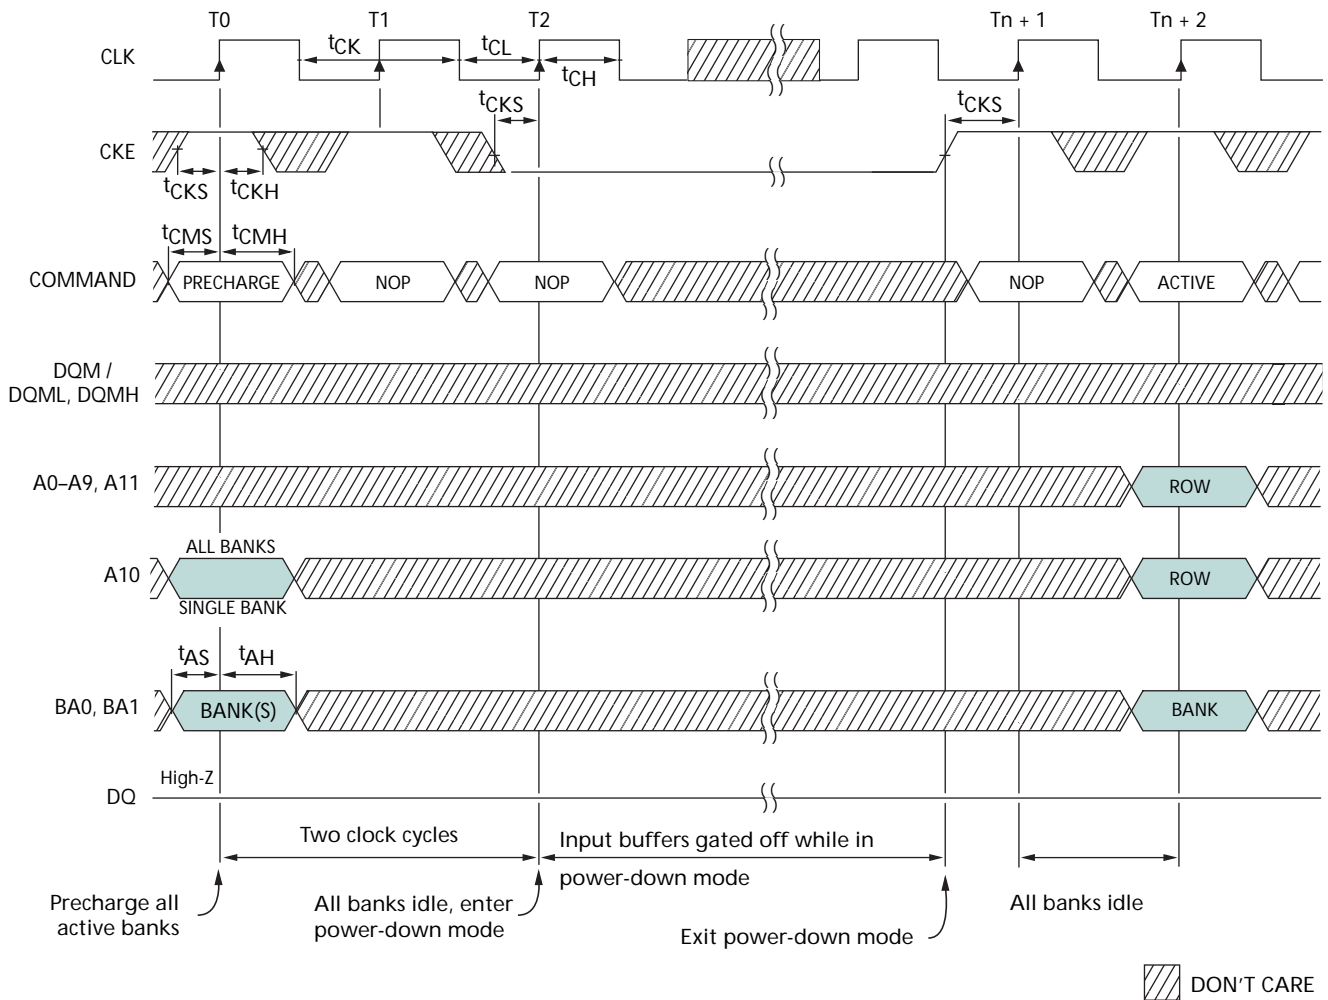 T0 T1 T2 Tn + 1 Tn + 2
CLK
tCK tCL
tCH
tCKS tCKS
CKE
tCKS tCKH
tCMS tCMH
COMMAND PRECHARGE NOP NOP NOP ACTIVE
DQM /
DQML, DQMH
A0–A9, A11 ROW
ALL BANKS
A10 ROW
SINGLE BANK
tAS tAH
BA0, BA1 BANK(S) BANK
High-Z
DQ
Two clock cycles
Input buffers gated off while in
power-down mode
Precharge all
active banks
All banks idle, enter
power-down mode
Exit power-down mode
All banks idle
DON'T CARE